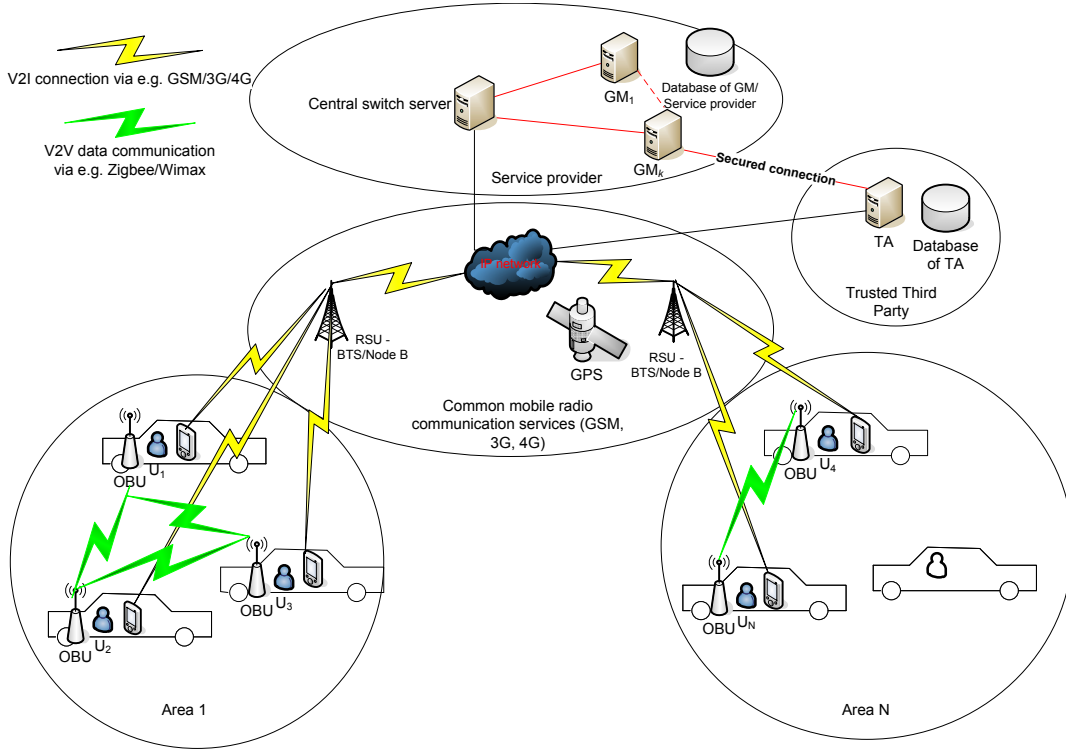 V2I connection via e.g. GSM/3G/4G
V2V data communication
via e.g. Zigbee/Wimax
Central switch server
GM1
Database of GM/
Service provider
GMk
Service provider
Secured connection
TA
Database
of TA
Trusted Third
Party
IP network
RSU -
BTS/Node B
GPS
RSU -
BTS/Node B
Common mobile radio
communication services (GSM,
3G, 4G)
OBU
U1
OBU
U3
OBU
U2
Area 1
OBU
U4
OBU
UN
Area N